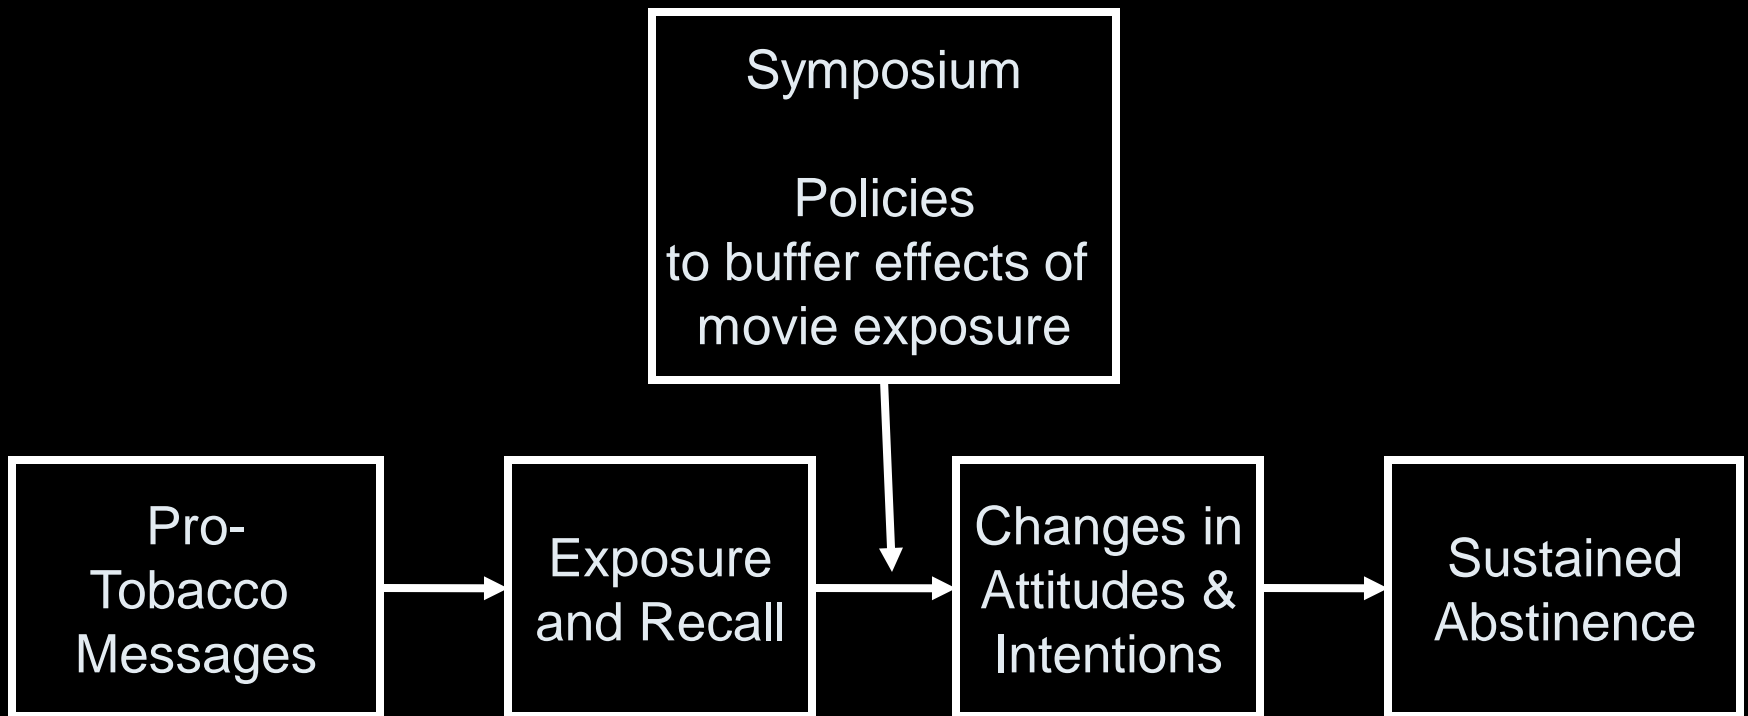 Symposium
Policies
to buffer effects of
movie exposure
Pro-
Tobacco
Messages
Exposure
and Recall
Changes in
Attitudes &
Intentions
Sustained
Abstinence